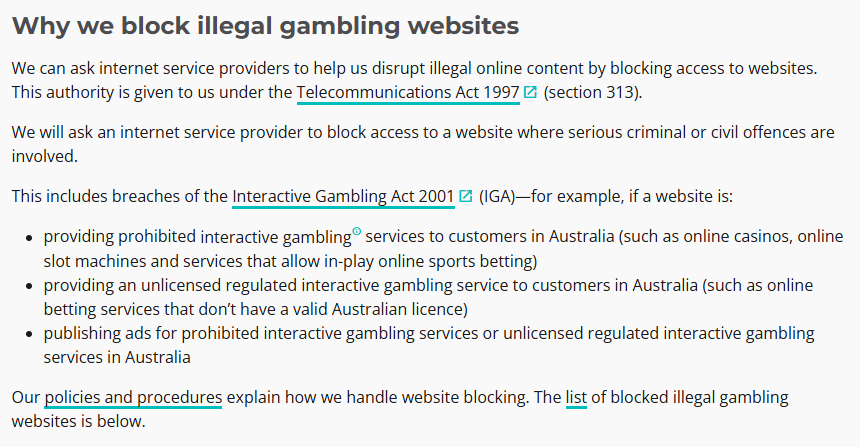 Why we block illegal gambling websites
We can ask internet service providers to help us disrupt illegal online content by blocking access to websites.
This authority is given to us under the Telecommunications Act 1997 (section 313).
We will ask an internet service provider to block access to a website where serious criminal or civil offences are
involved.
This includes breaches of the Interactive Gambling Act 2001 (IGA)—for example, if a website is:
• providing prohibited interactive gambling services to customers in Australia (such as online casinos, online
slot machines and services that allow in-play online sports betting)
• providing an unlicensed regulated interactive gambling service to customers in Australia (such as online
betting services that don’t have a valid Australian licence)
• publishing ads for prohibited interactive gambling services or unlicensed regulated interactive gambling
services in Australia
Our policies and procedures explain how we handle website blocking. The list of blocked illegal gambling
websites is below.